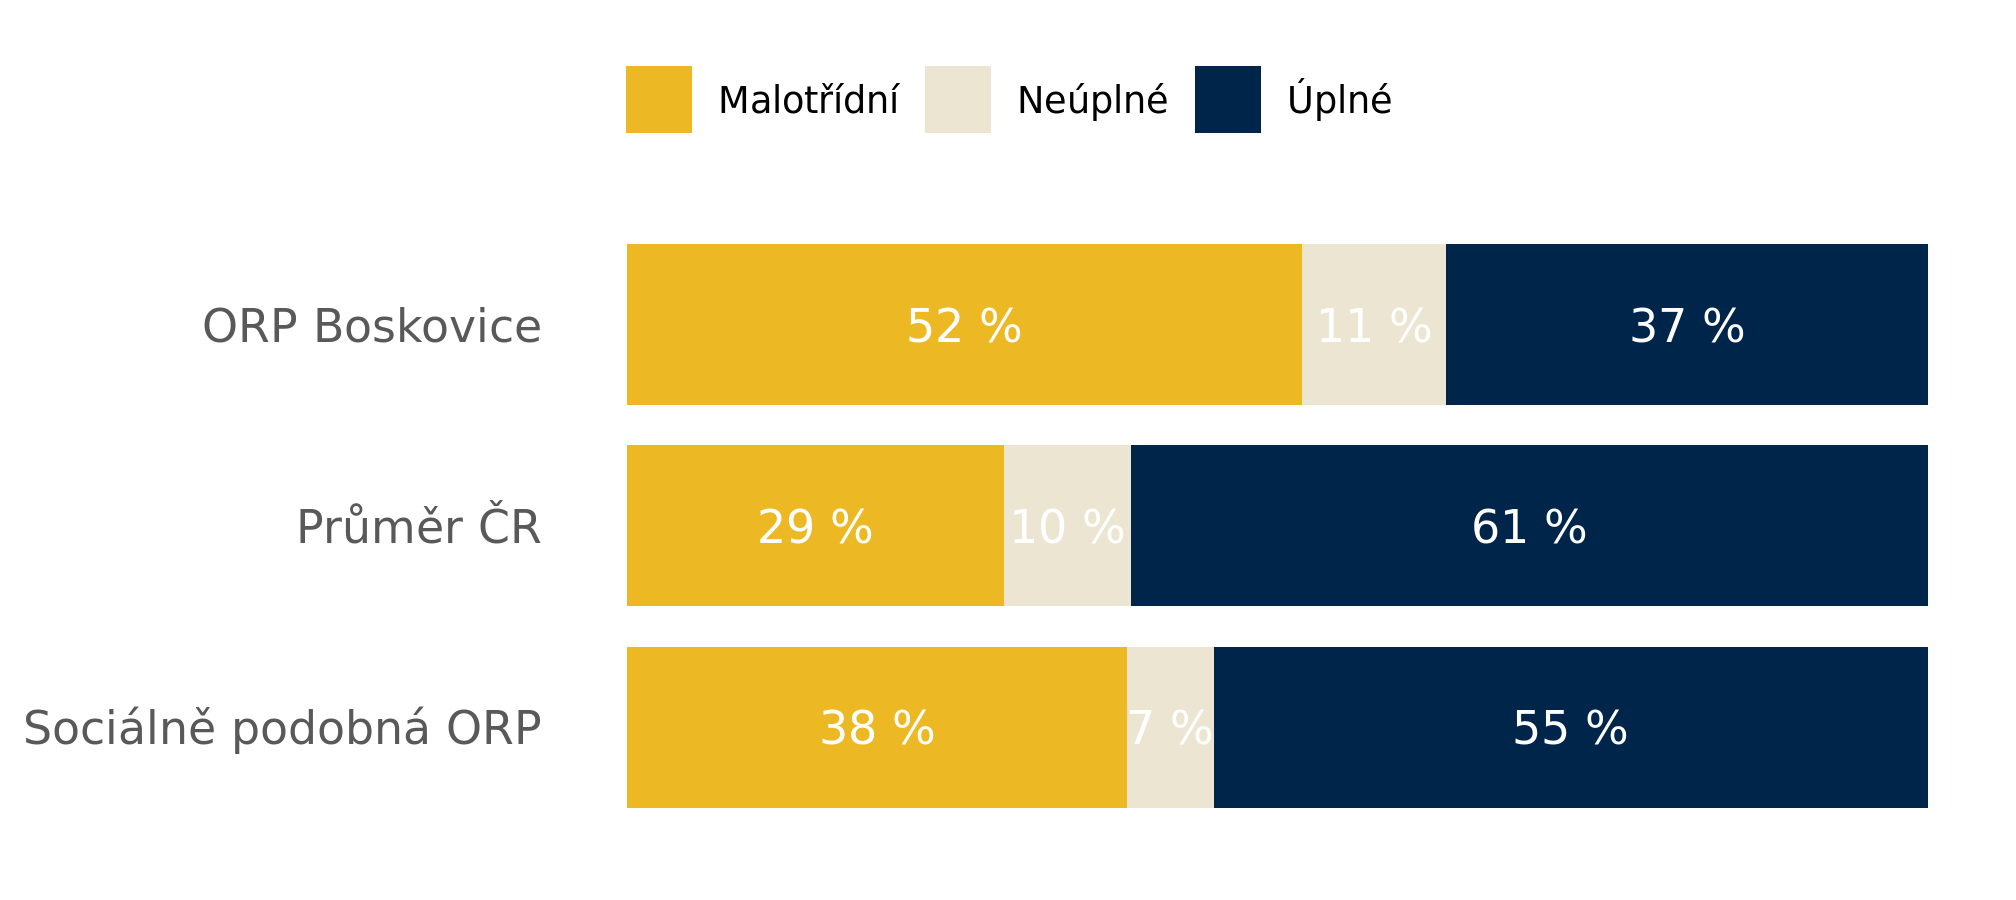 Malotřídní Neúplné Úplné
ORP Boskovice 52 % 11 % 37 %
Průměr ČR 29 % 10 % 61 %
Sociálně podobná ORP 38 % 7 % 55 %